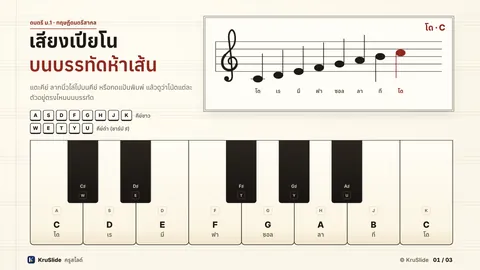 ดนตรี ม.1 · ทฤษฎีดนตรีสากล
เสียงเปียโน
บนบรรทัดห้าเส้น
แตะคีย์ ลากนิ้วไล่ไปบนคีย์ หรือกดแป้นพิมพ์ แล้วดูว่าโน้ตแต่ละ
ตัวอยู่ตรงไหนบนบรรทัด
A S D F G H J K คีย์ขาว
W E T Y U คีย์ดำ (ชาร์ป #)
โด · C
โด เร มี ฟา ซอล ลา ที โด
C# D# F# G# A#
W E T Y U
A S D F G H J K
C D E F G A B C
โด เร มี ฟา ซอล ลา ที โด
K KruSlide ครูสไลด์
© KruSlide 01 / 03